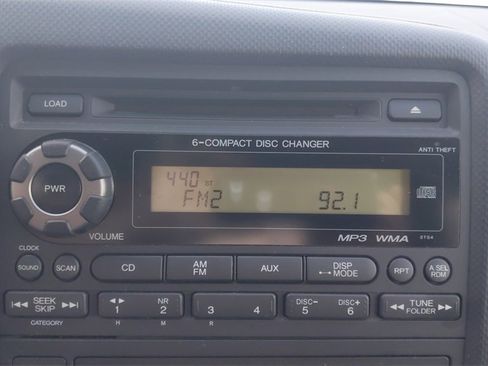 LOAD
6-COMPACT DISC CHANGER
ANTI THEFT
PWR
440 ST
FM2 92.1
VOLUME
MP3 WMA
CLOCK
SOUND SCAN CD AM FM AUX DISP MODE RPT A.SEL RDM
SEEK SKIP 1 NR 2 3 4 DISC- 5 DISC+ 6 TUNE FOLDER
CATEGORY H M R